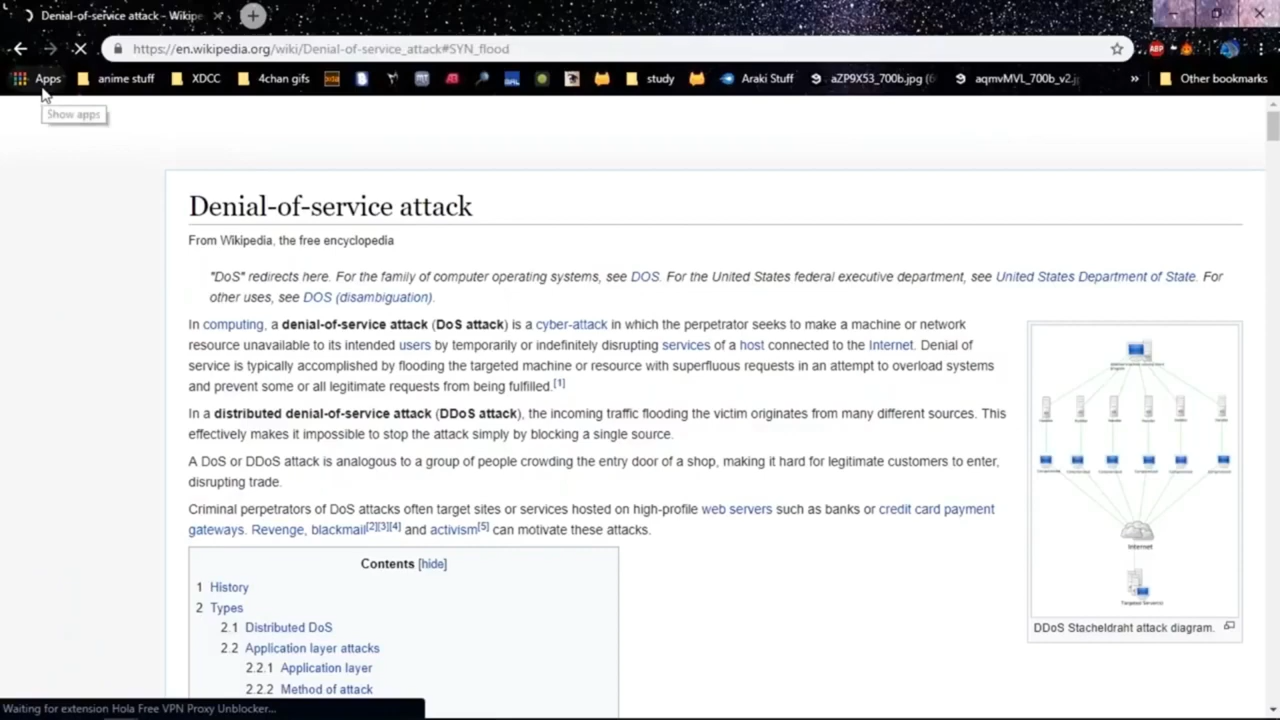 Denial-of-service attack - Wikipe
https://en.wikipedia.org/wiki/Denial-of-service_attack#SYN_flood
ABP
Apps anime stuff XDCC 4chan gifs study Araki Stuff aZP9X53_700b.jpg (6 aqmvMVL_700b_v2.j » Other bookmarks
Show apps
Denial-of-service attack
From Wikipedia, the free encyclopedia
"DoS" redirects here. For the family of computer operating systems, see DOS. For the United States federal executive department, see United States Department of State. For
other uses, see DOS (disambiguation).
In computing, a denial-of-service attack (DoS attack) is a cyber-attack in which the perpetrator seeks to make a machine or network
resource unavailable to its intended users by temporarily or indefinitely disrupting services of a host connected to the Internet. Denial of
service is typically accomplished by flooding the targeted machine or resource with superfluous requests in an attempt to overload systems
and prevent some or all legitimate requests from being fulfilled.[1]
In a distributed denial-of-service attack (DDoS attack), the incoming traffic flooding the victim originates from many different sources. This
effectively makes it impossible to stop the attack simply by blocking a single source.
A DoS or DDoS attack is analogous to a group of people crowding the entry door of a shop, making it hard for legitimate customers to enter,
disrupting trade.
Criminal perpetrators of DoS attacks often target sites or services hosted on high-profile web servers such as banks or credit card payment
gateways. Revenge, blackmail[2][3][4] and activism[5] can motivate these attacks.
Internet
Targeted Server(s)
DDoS Stacheldraht attack diagram.
Contents [hide]
1 History
2 Types
2.1 Distributed DoS
2.2 Application layer attacks
2.2.1 Application layer
2.2.2 Method of attack
Waiting for extension Hola Free VPN Proxy Unblocker...